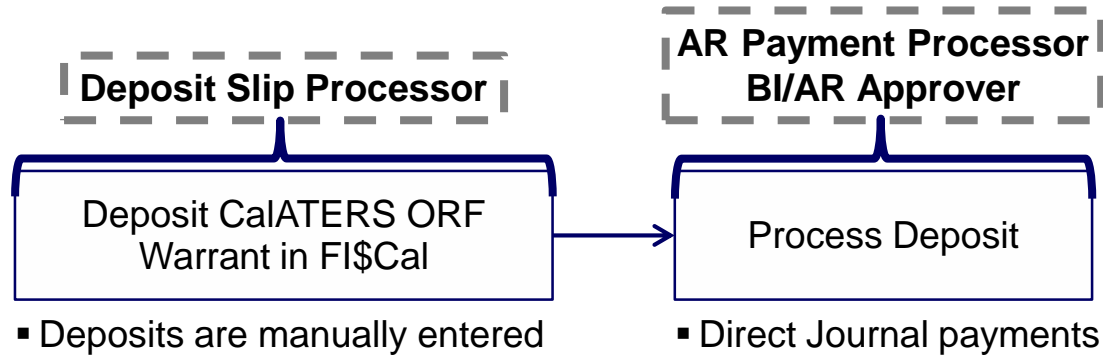 Deposit Slip Processor
AR Payment Processor
BI/AR Approver
Deposit CalATERS ORF
Warrant in FI$Cal
Process Deposit
▪ Deposits are manually entered
▪ Direct Journal payments